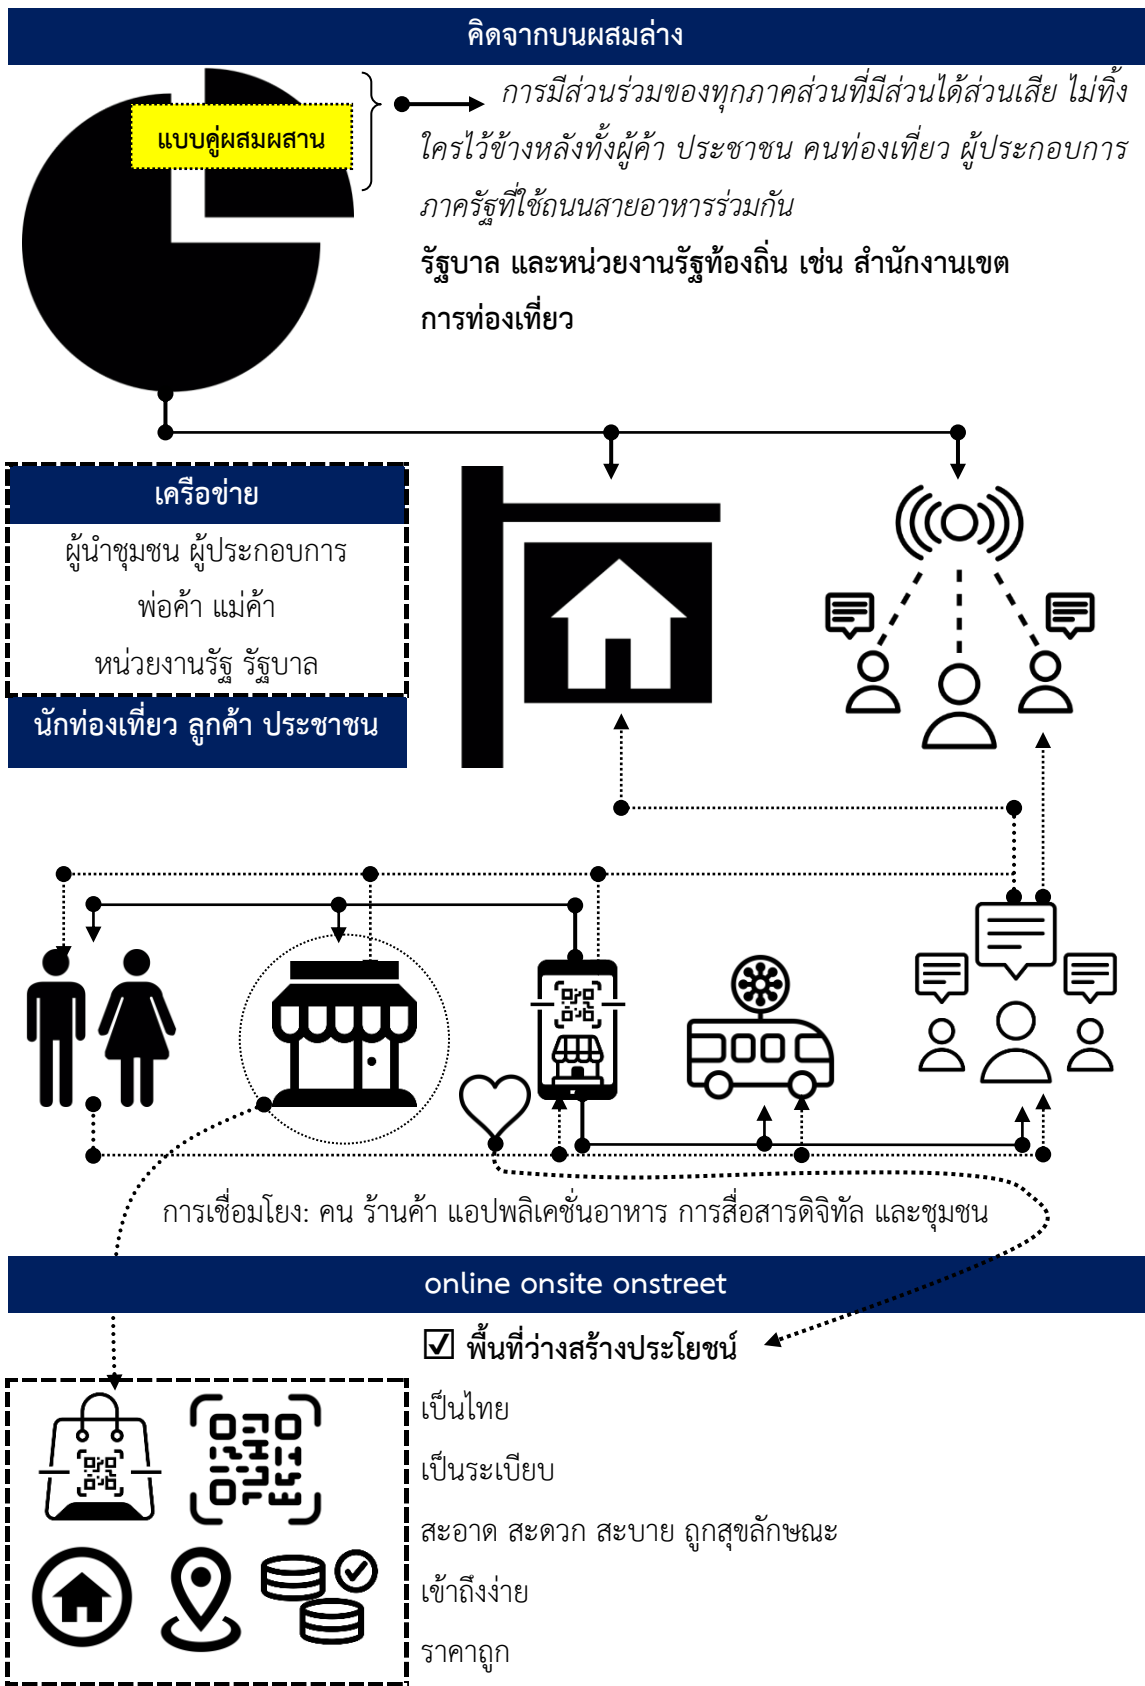 คิดจากบนผสมล่าง
แบบคู่ผสมผสาน
การมีส่วนร่วมของทุกภาคส่วนที่มีส่วนได้ส่วนเสีย ไม่ทิ้ง
ใครไว้ข้างหลังทั้งผู้ค้า ประชาชน คนท่องเที่ยว ผู้ประกอบการ
ภาครัฐที่ใช้ถนนสายอาหารร่วมกัน
รัฐบาล และหน่วยงานรัฐท้องถิ่น เช่น สำนักงานเขต
การท่องเที่ยว
เครือข่าย
ผู้นำชุมชน ผู้ประกอบการ
พ่อค้า แม่ค้า
หน่วยงานรัฐ รัฐบาล
นักท่องเที่ยว ลูกค้า ประชาชน
การเชื่อมโยง: คน ร้านค้า แอปพลิเคชั่นอาหาร การสื่อสารดิจิทัล และชุมชน
online onsite onstreet
☑ พื้นที่ว่างสร้างประโยชน์
เป็นไทย
เป็นระเบียบ
สะอาด สะดวก สะบาย ถูกสุขลักษณะ
เข้าถึงง่าย
ราคาถูก